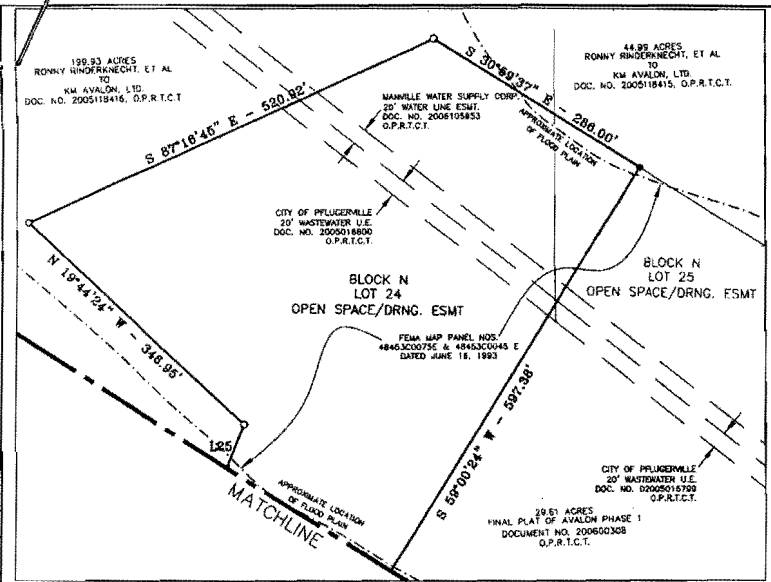 199.93 ACRES
RONNY RINDERKNECHT, ET AL
TO
KM AVALON, LTD.
DOC. NO. 2005118415, O.P.R.T.C.T
S 87°16'45" E - 520.92'
MANVILLE WATER SUPPLY CORP.
20' WATER LINE ESMT.
DOC. NO. 2006105853
O.P.R.T.C.T.
S 30°59'37" E - 286.00'
APPROXIMATE LOCATION
OF FLOOD PLAIN
44.99 ACRES
RONNY RINDERKNECHT, ET AL
TO
KM AVALON, LTD.
DOC. NO. 2005118415, O.P.R.T.C.T.
CITY OF PFLUGERVILLE
20' WASTEWATER U.E.
DOC. NO. 2005016800
O.P.R.T.C.T.
N 19°44'24" W - 346.95'
BLOCK N
LOT 24
OPEN SPACE/DRNG. ESMT
BLOCK N
LOT 25
OPEN SPACE/DRNG. ESMT
FEMA MAP PANEL NOS.
48453C0075E & 48453C0045 E
DATED JUNE 16, 1993
S 59°00'24" W - 597.38'
L25
MATCHLINE
APPROXIMATE LOCATION
OF FLOOD PLAIN
CITY OF PFLUGERVILLE
20' WASTEWATER U.E.
DOC. NO. 02005015799
O.P.R.T.C.T.
29.61 ACRES
FINAL PLAT OF AVALON PHASE 1
DOCUMENT NO. 200600308
O.P.R.T.C.T.